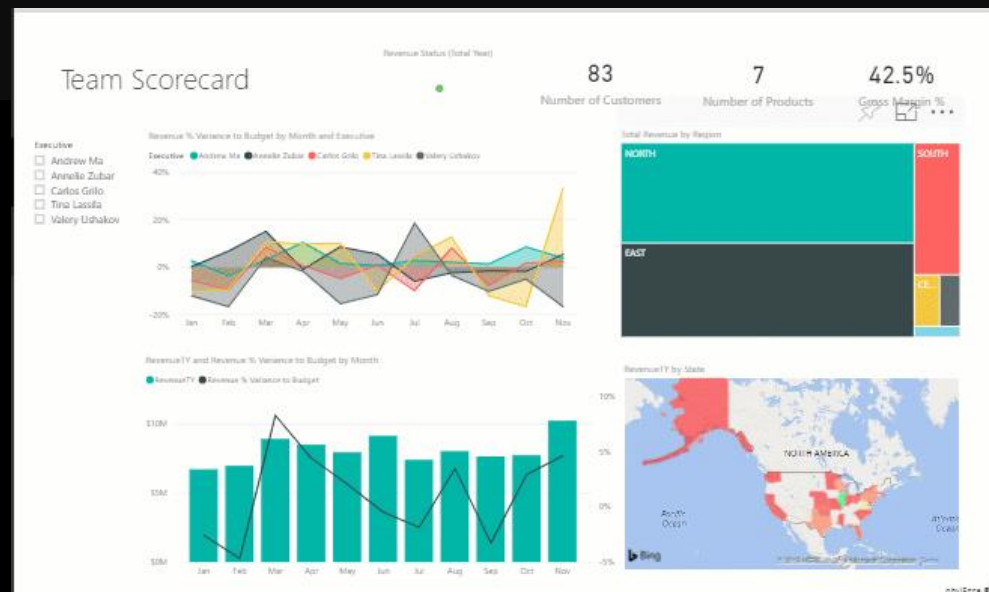 Revenue Status (Total Year)
Team Scorecard
83
Number of Customers
7
Number of Products
42.5%
Gross Margin %
Executive
Andrew Ma
Annelie Zubar
Carlos Grilo
Tina Lassila
Valery Ushakov
Revenue % Variance to Budget by Month and Executive
Executive Andrew Ma Annelie Zubar Carlos Grilo Tina Lassila Valery Ushakov
40%
20%
0%
-20%
Jan Feb Mar Apr May Jun Jul Aug Sep Oct Nov
Total Revenue by Region
NORTH
SOUTH
EAST
CE...
RevenueTY and Revenue % Variance to Budget by Month
RevenueTY Revenue % Variance to Budget
$10M
$5M
$0M
10%
5%
0%
-5%
Jan Feb Mar Apr May Jun Jul Aug Sep Oct Nov
RevenueTY by State
NORTH AMERICA
Pacific
Ocean
Bing